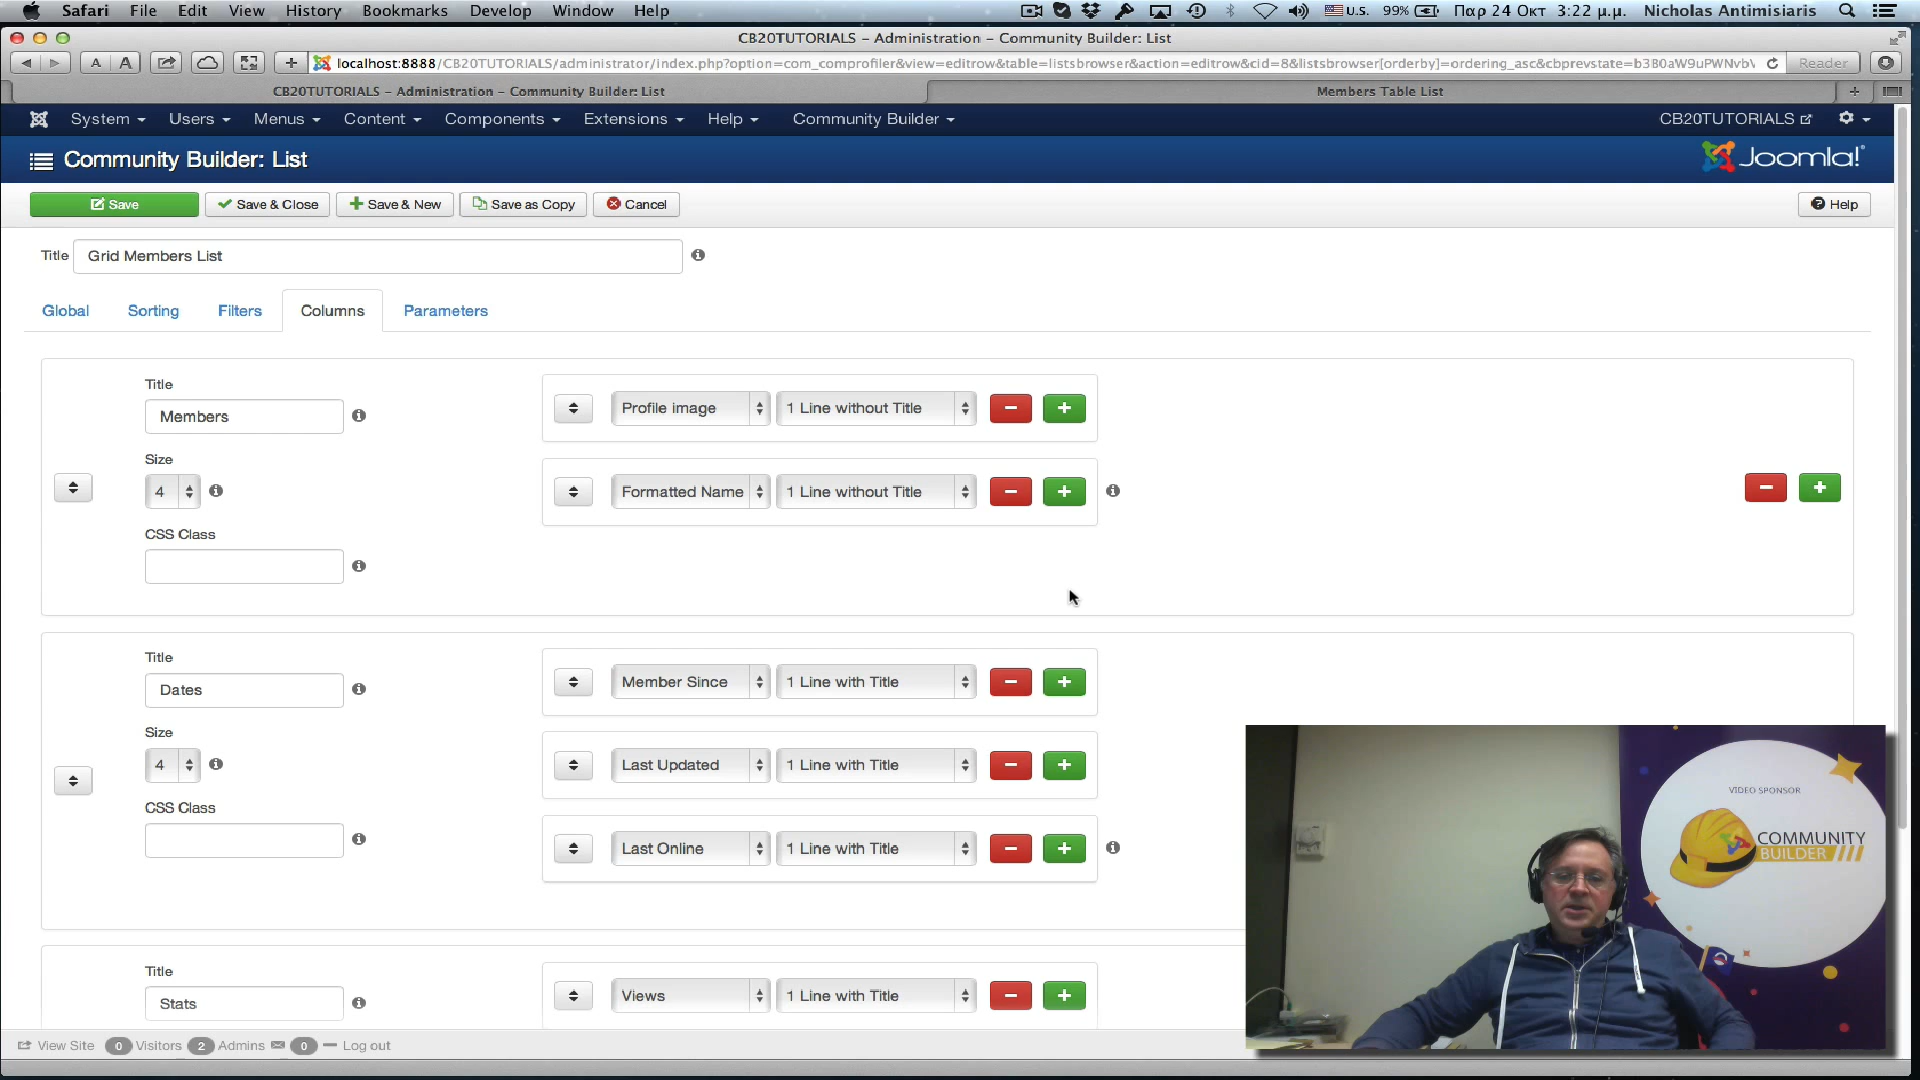 Safari File Edit View History Bookmarks Develop Window Help U.S. 99% Παρ 24 Οκτ 3:22 μ.μ. Nicholas Antimisiaris
CB20TUTORIALS – Administration – Community Builder: List
A A + localhost:8888/CB20TUTORIALS/administrator/index.php?option=com_comprofiler&view=editrow&table=listsbrowser&action=editrow&cid=8&listsbrowser[orderby]=ordering_asc&cbprevstate=b3B0aW9uPWNvbV Reader
CB20TUTORIALS – Administration – Community Builder: List Members Table List +
System Users Menus Content Components Extensions Help Community Builder CB20TUTORIALS
Community Builder: List Joomla!
Save Save & Close Save & New Save as Copy Cancel Help
Title Grid Members List
Global Sorting Filters Columns Parameters
Title
Members
Profile image 1 Line without Title
Size
4
Formatted Name 1 Line without Title
CSS Class
Title
Dates
Member Since 1 Line with Title
Size
4
Last Updated 1 Line with Title
CSS Class
Last Online 1 Line with Title
VIDEO SPONSOR
COMMUNITY
BUILDER
Title
Stats
Views 1 Line with Title
View Site 0 Visitors 2 Admins 0 Log out